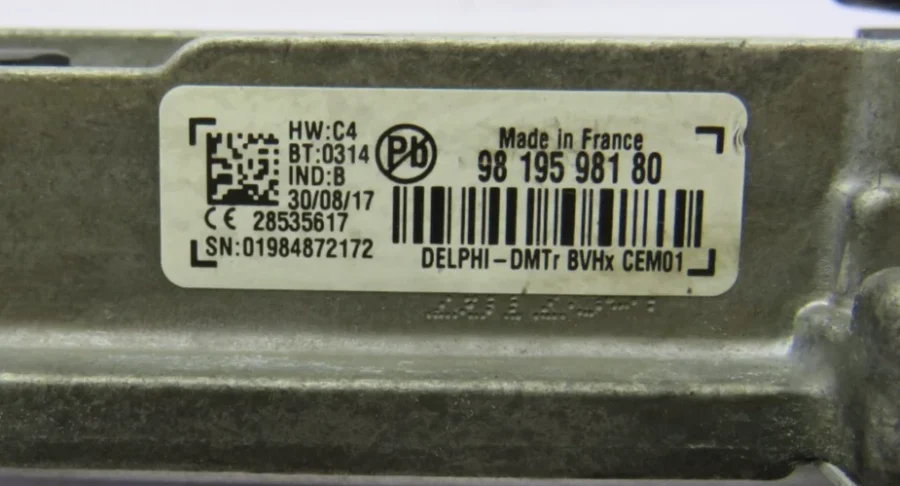 HW:C4
BT:0314
IND:B
30/08/17
28535617
SN:01984872172
Pb
Made in France
98 195 981 80
DELPHI-DMTr BVHx CEM01